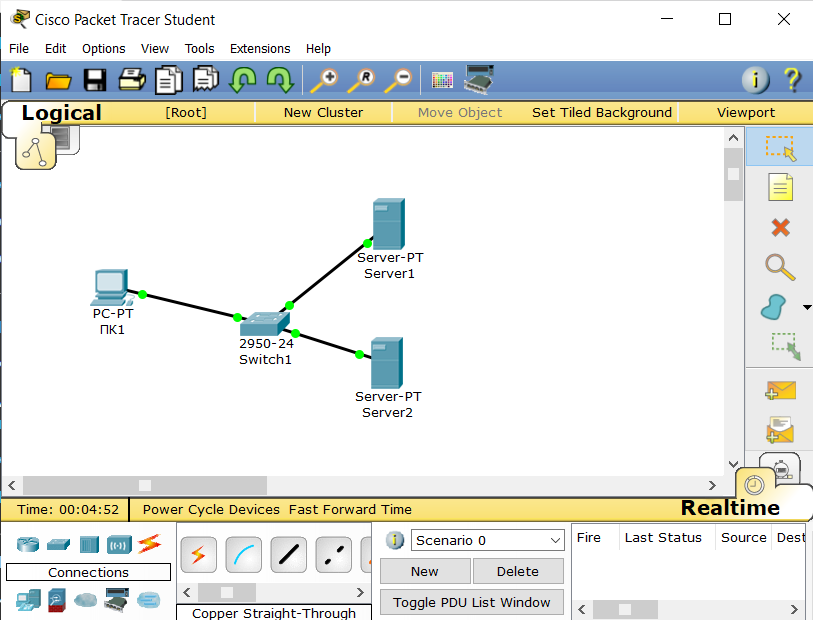 Cisco Packet Tracer Student
File Edit Options View Tools Extensions Help
Logical [Root] New Cluster Move Object Set Tiled Background Viewport
Server-PT
Server1
PC-PT
ПК1
2950-24
Switch1
Server-PT
Server2
Time: 00:04:52 Power Cycle Devices Fast Forward Time Realtime
Scenario 0
Fire Last Status Source Dest
Connections
New Delete
Toggle PDU List Window
Copper Straight-Through